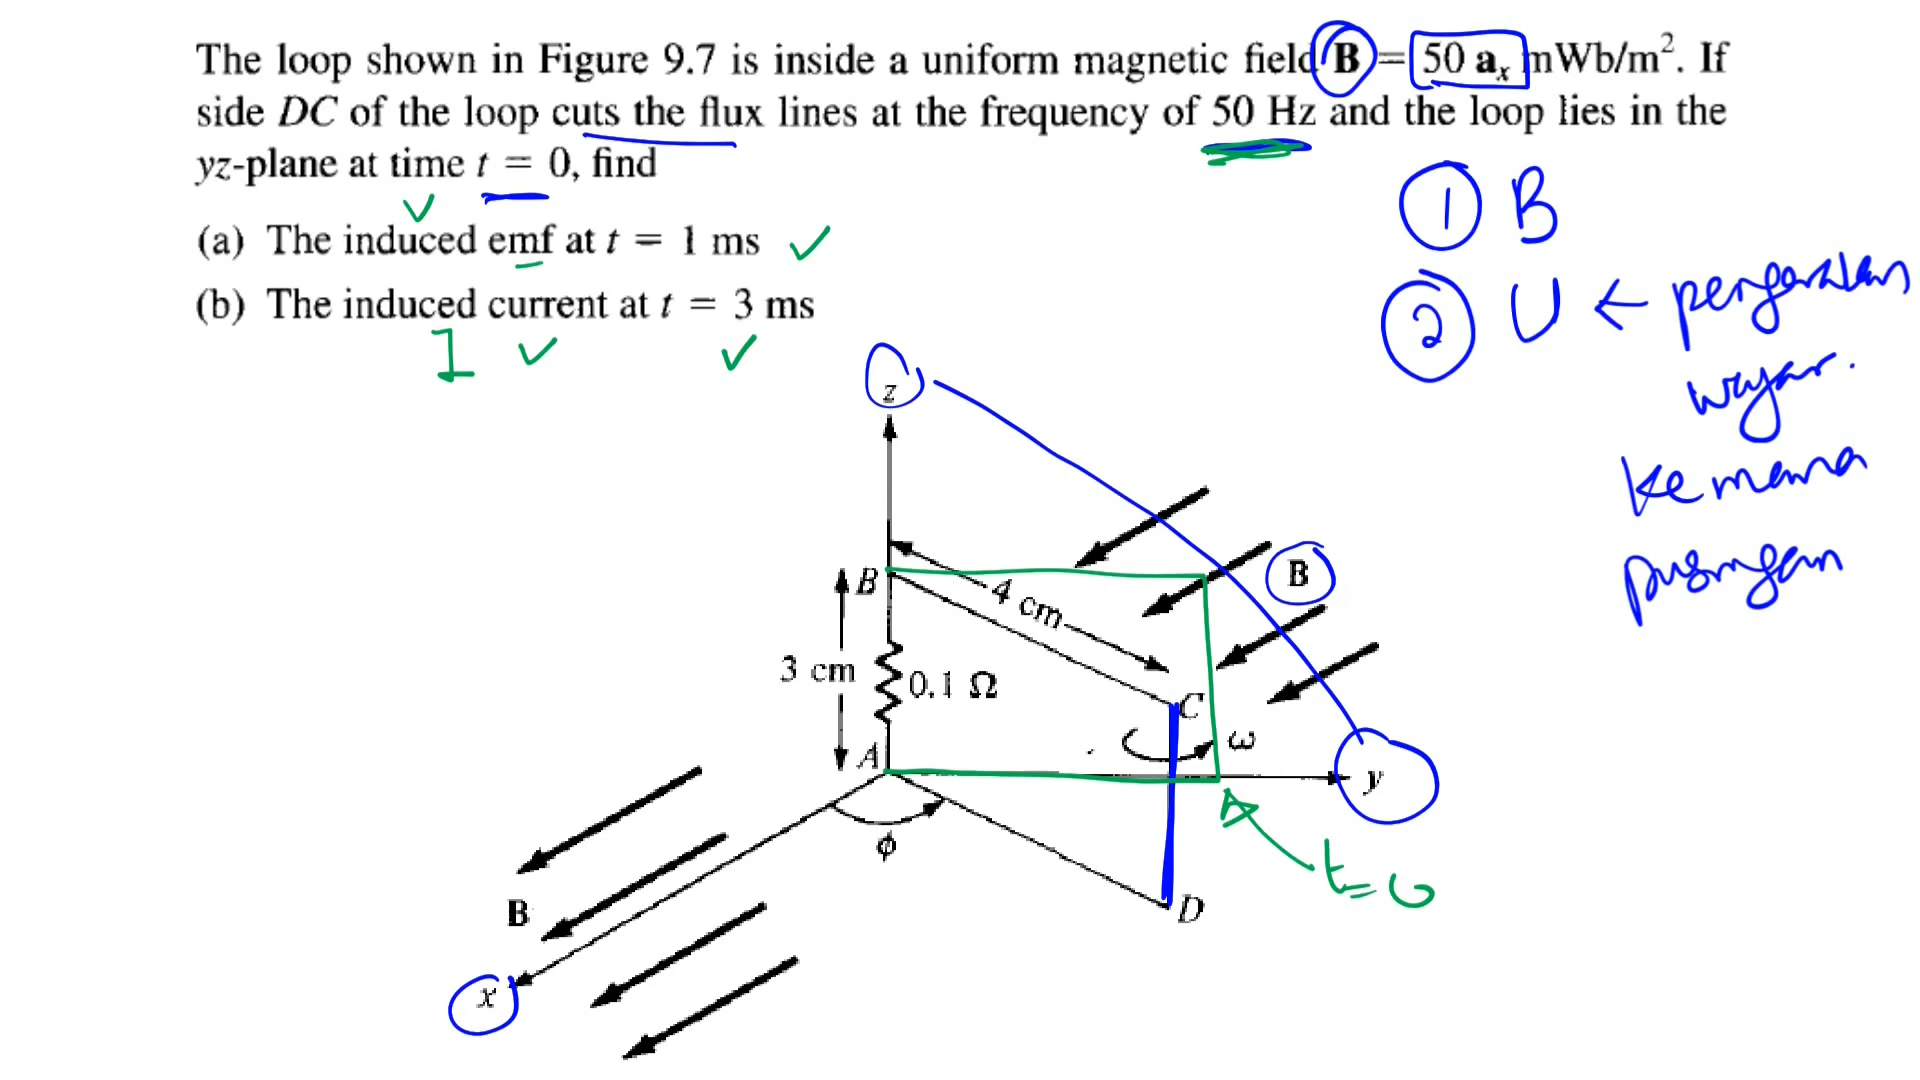 The loop shown in Figure 9.7 is inside a uniform magnetic field B = 50 aₓ mWb/m². If
side DC of the loop cuts the flux lines at the frequency of 50 Hz and the loop lies in the
yz-plane at time t = 0, find
(a) The induced emf at t = 1 ms
(b) The induced current at t = 3 ms
I
1 B
2 U ← pergerakan
wayar.
kemana
pusingan
z
B
4 cm
B
3 cm
0.1 Ω
C
ω
A
y
ϕ
t=0
D
B
x